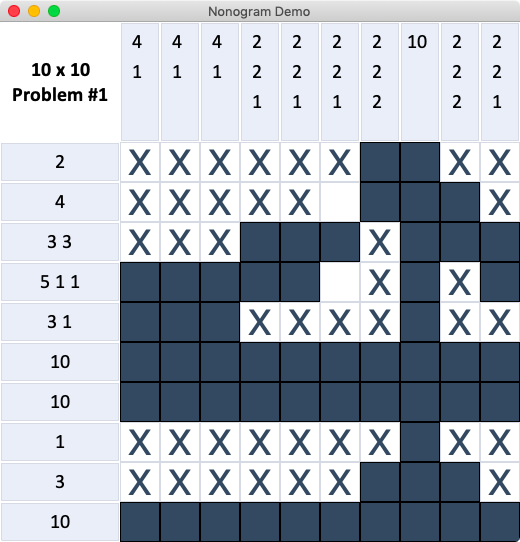 Nonogram Demo
10 x 10
Problem #1
4 4 4 2 2 2 2 10 2 2
1 1 1 2 2 2 2 2 2
1 1 1 2 2 1
2 X X X X X X X X
4 X X X X X X
3 3 X X X X
5 1 1 X X
3 1 X X X X X X
10
10
1 X X X X X X X X X
3 X X X X X X X
10